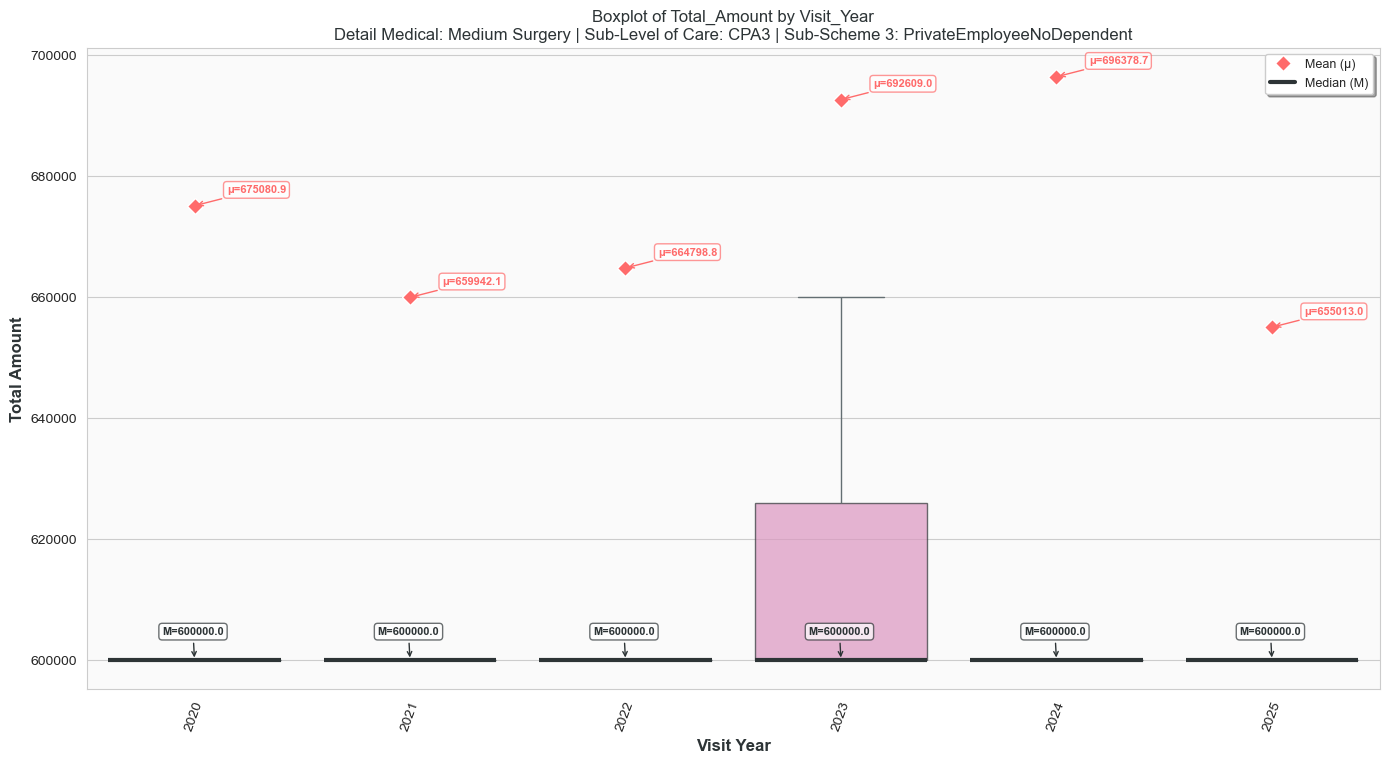 Boxplot of Total_Amount by Visit_Year
Detail Medical: Medium Surgery | Sub-Level of Care: CPA3 | Sub-Scheme 3: PrivateEmployeeNoDependent
Mean (μ)
Median (M)
Total Amount
700000
680000
660000
640000
620000
600000
μ=675080.9
μ=659942.1
μ=664798.8
μ=692609.0
μ=696378.7
μ=655013.0
M=600000.0
M=600000.0
M=600000.0
M=600000.0
M=600000.0
M=600000.0
2020
2021
2022
2023
2024
2025
Visit Year